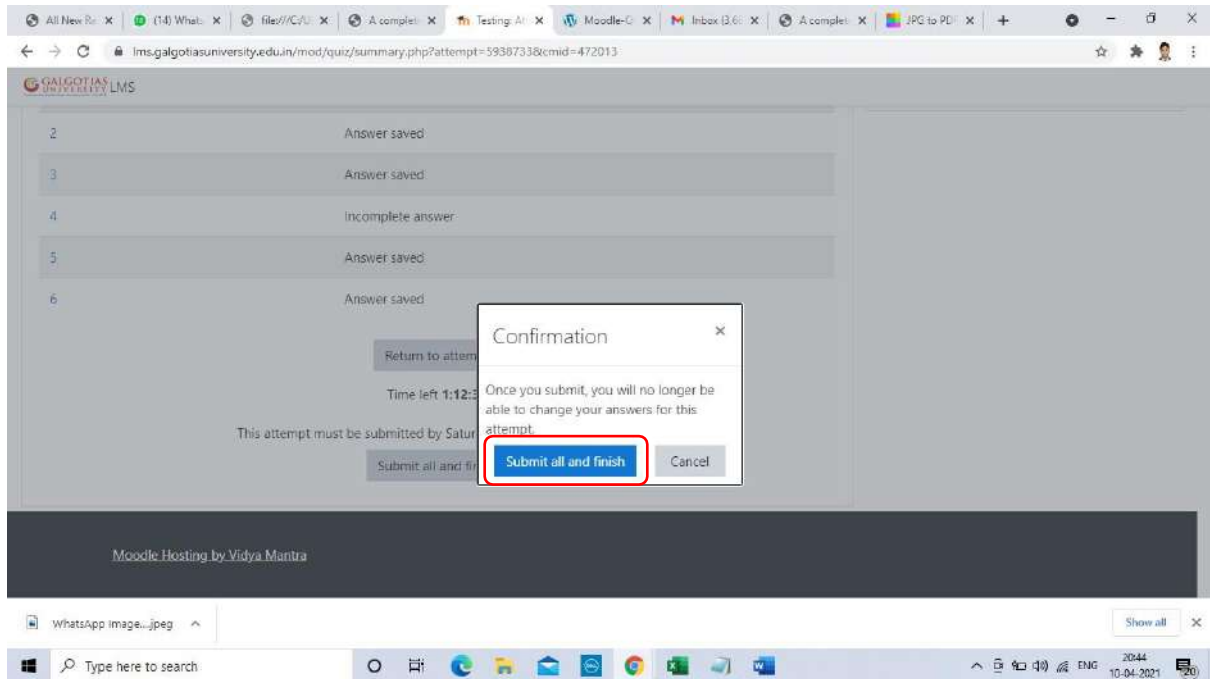 All New Re
(14) Whats
file:///C:/U
A complet
Testing: At
Moodle-G
Inbox (3,6
A complet
JPG to PDF
lms.galgotiasuniversity.edu.in/mod/quiz/summary.php?attempt=5938733&cmid=472013
GALGOTIAS UNIVERSITY LMS
2 Answer saved
3 Answer saved
4 Incomplete answer
5 Answer saved
6 Answer saved
Return to attem
Time left 1:12:3
This attempt must be submitted by Satur
Submit all and fin
Confirmation ×
Once you submit, you will no longer be
able to change your answers for this
attempt.
Submit all and finish Cancel
Moodle Hosting by Vidya Mantra
WhatsApp Image....jpeg
Show all
Type here to search
ENG
20:44
10-04-2021
20